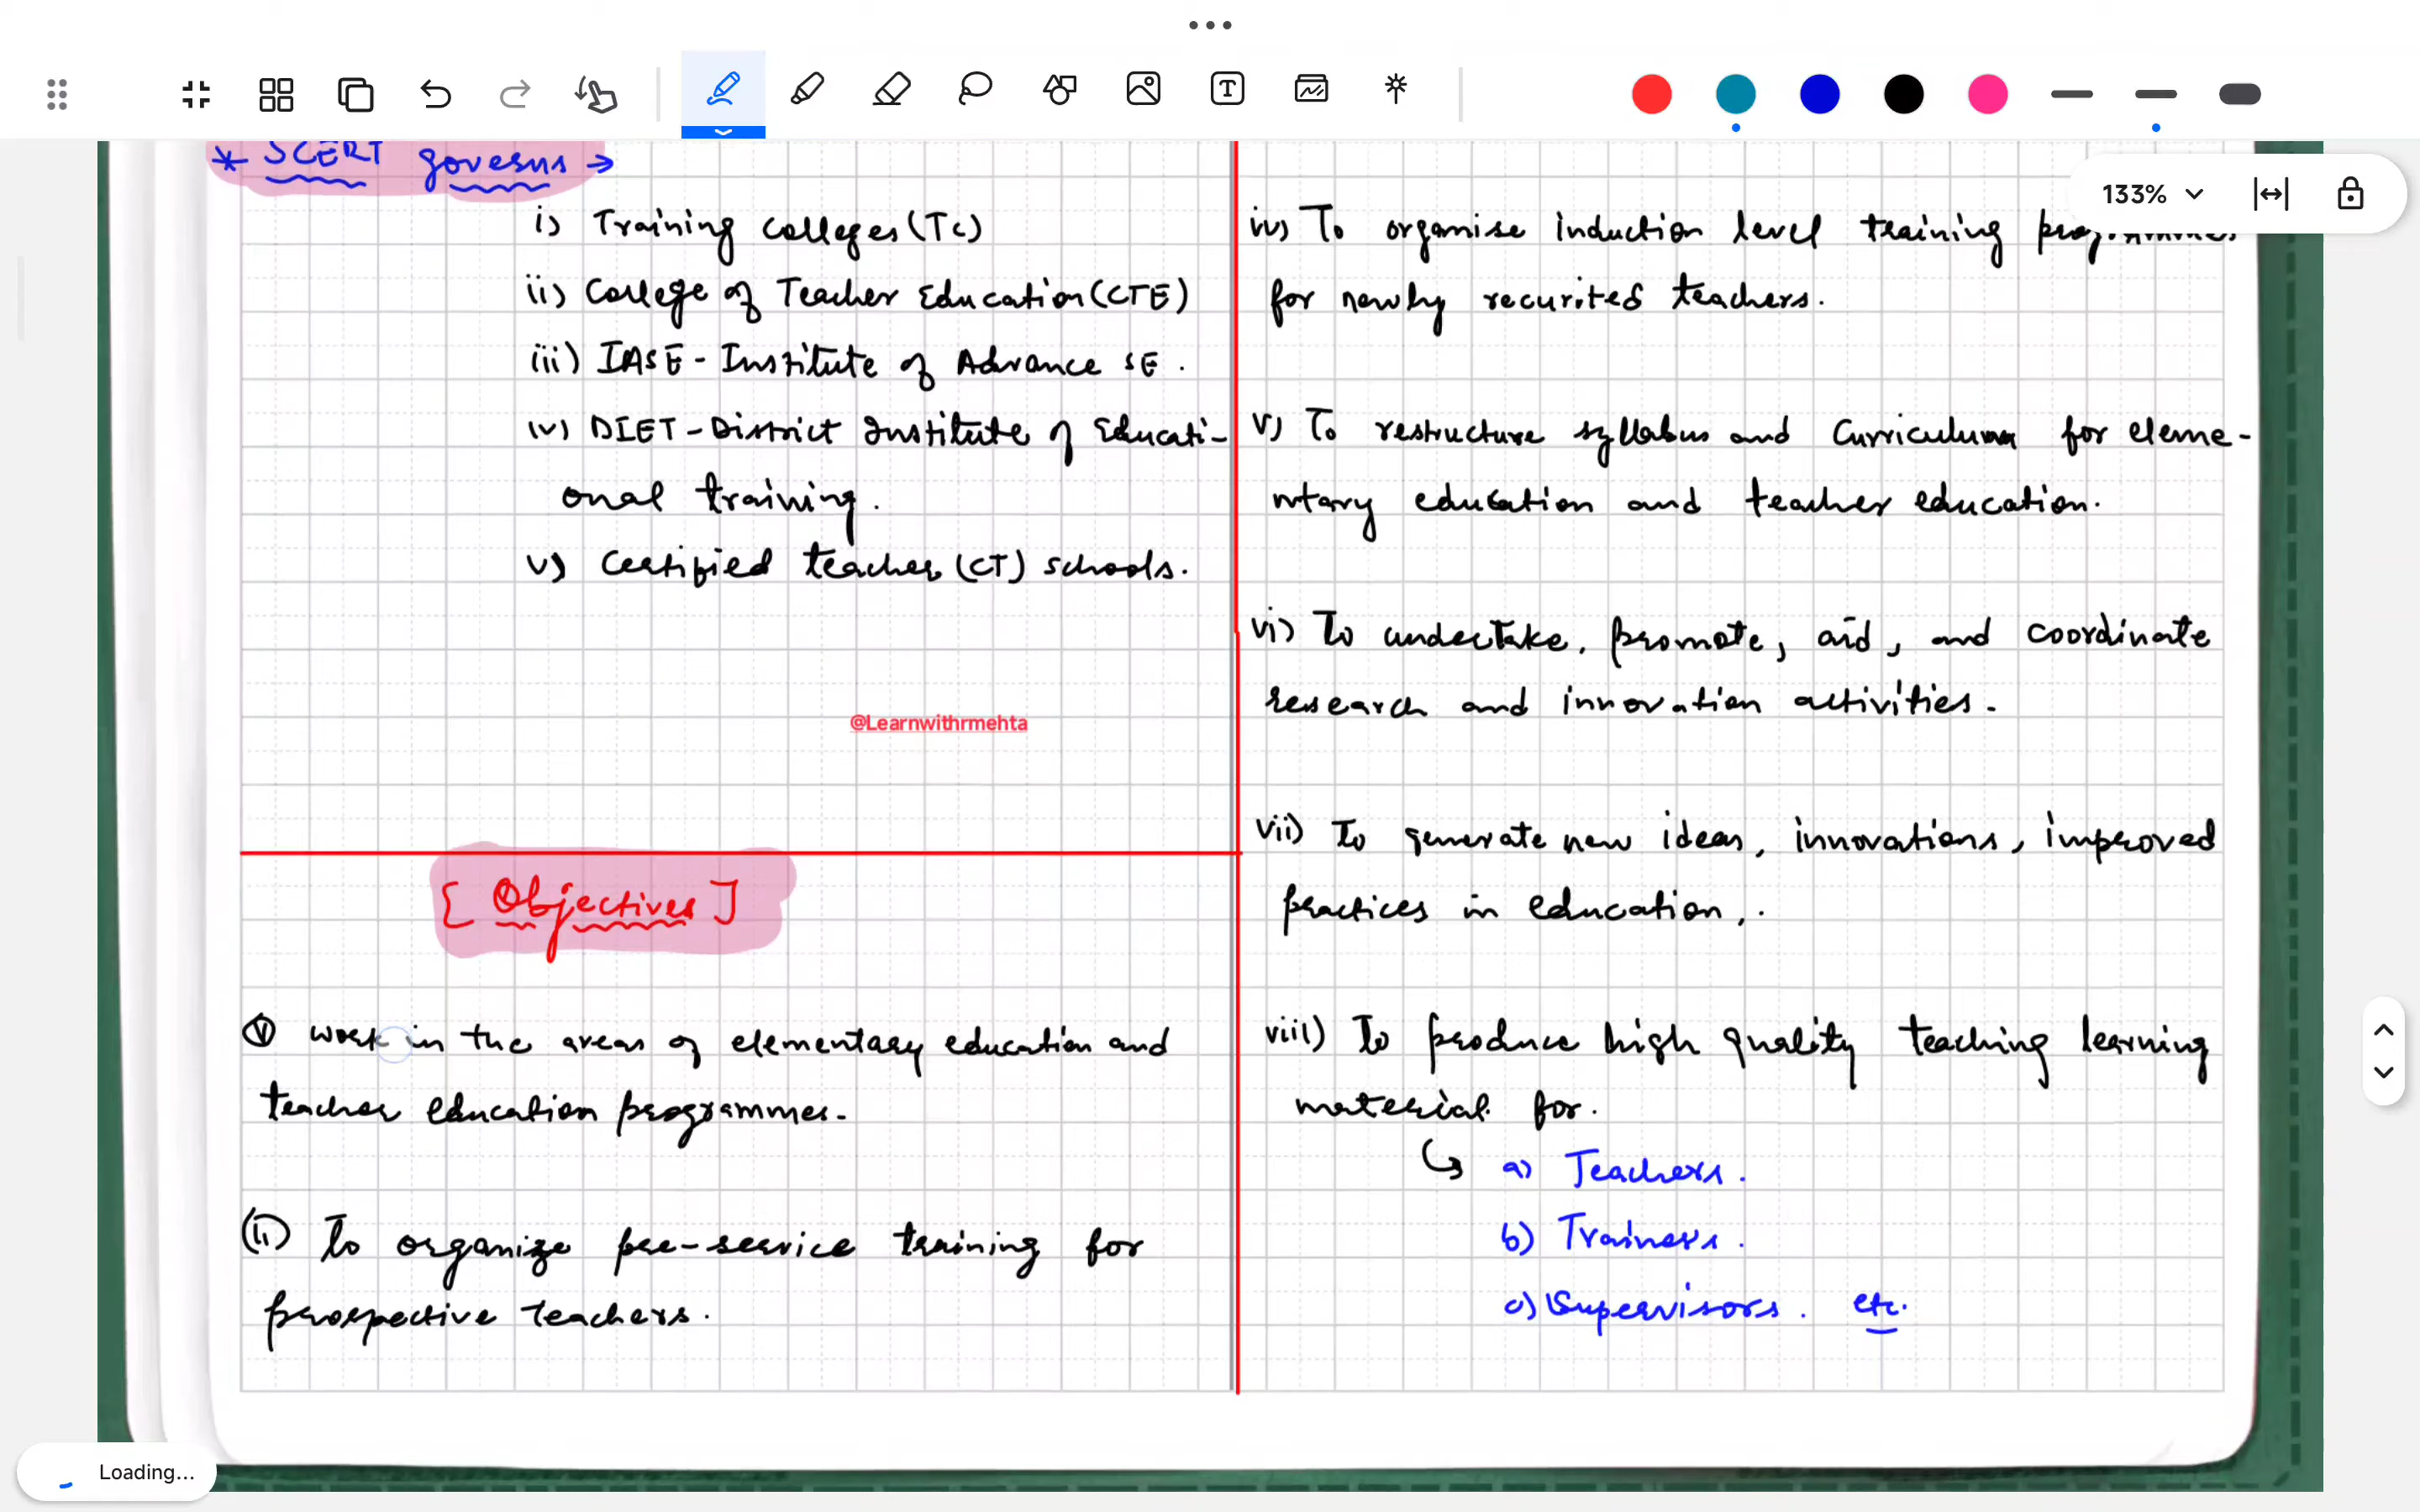 * SCERT governs →
i) Training colleges (TC)
ii) College of Teacher Education (CTE)
iii) IASE - Institute of Advance SE .
iv) DIET - District Institute of Educati-
onal training.
v) Certified teacher (CT) schools.
@Learnwithrmehta
[ Objectives ]
work in the areas of elementary education and
teacher education programmes.
(ii) To organize pre-service training for
prospective teachers.
iv) To organise induction level training programmes
for newly recurited teachers.
v) To restructure syllabus and Curriculum for eleme-
ntary education and teacher education.
vi) To undertake, promote, aid, and coordinate
research and innovation activities.
vii) To generate new ideas, innovations, improved
practices in education,.
viii) To produce high quality teaching learning
material for.
a) Teachers.
b) Trainers.
c) Supervisors. etc.
133%
Loading...